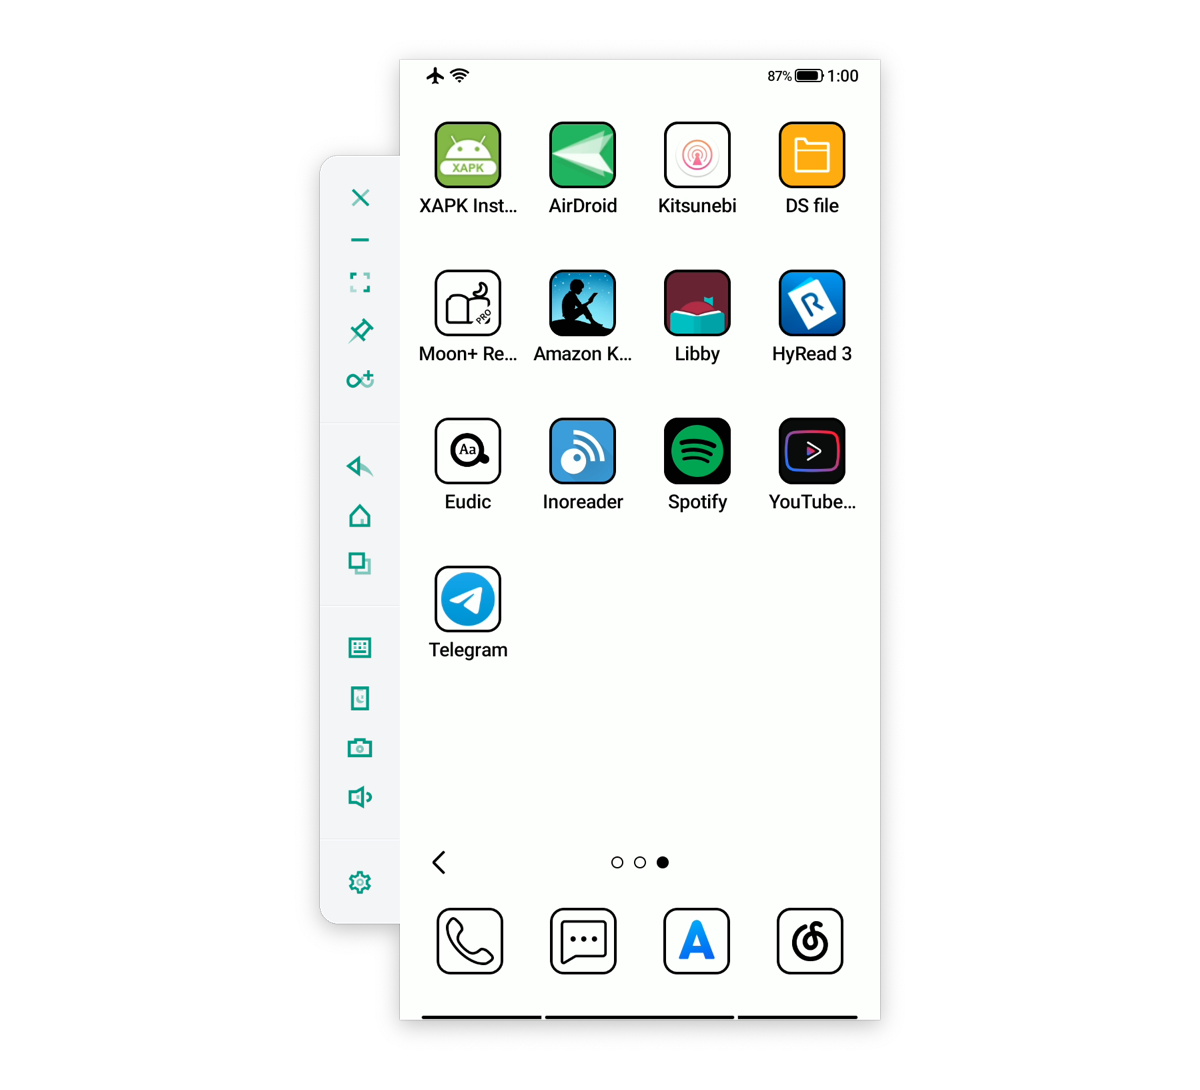 87% 1:00
XAPK
XAPK Inst... AirDroid Kitsunebi DS file
PRO
R
Moon+ Re... Amazon K... Libby HyRead 3
Aa
Eudic Inoreader Spotify YouTube...
Telegram
A